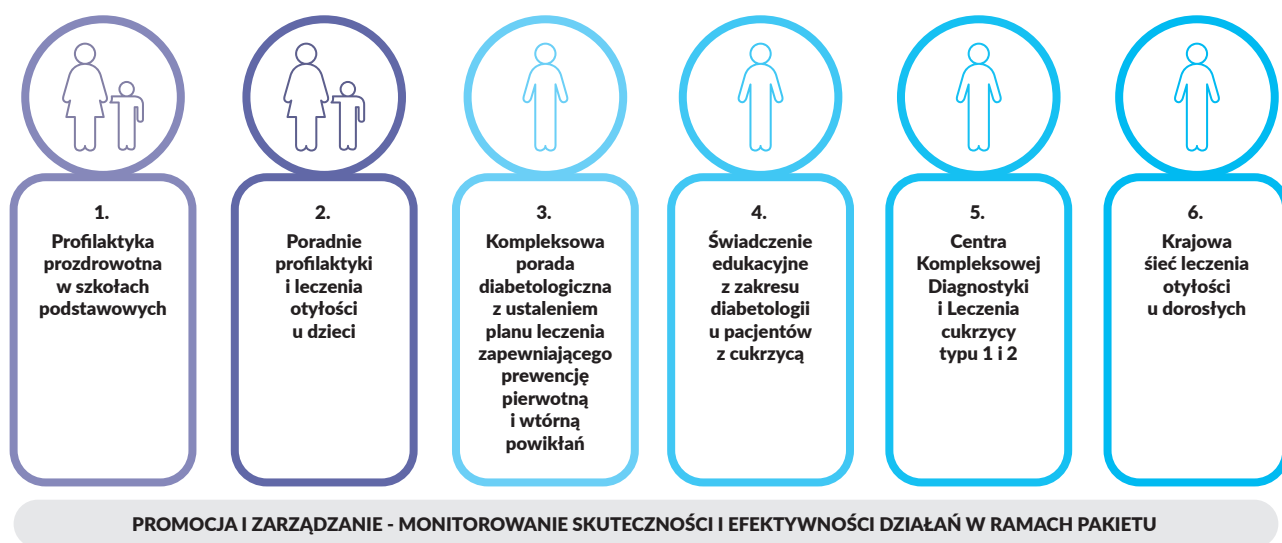 1.
Profilaktyka
prozdrowotna
w szkołach
podstawowych
2.
Poradnie
profilaktyki
i leczenia
otyłości
u dzieci
3.
Kompleksowa
porada
diabetologiczna
z ustaleniem
planu leczenia
zapewniającego
prewencję
pierwotną
i wtórną
powikłań
4.
Świadczenie
edukacyjne
z zakresu
diabetologii
u pacjentów
z cukrzycą
5.
Centra
Kompleksowej
Diagnostyki
i Leczenia
cukrzycy
typu 1 i 2
6.
Krajowa
śieć leczenia
otyłości
u dorosłych
PROMOCJA I ZARZĄDZANIE - MONITOROWANIE SKUTECZNOŚCI I EFEKTYWNOŚCI DZIAŁAŃ W RAMACH PAKIETU